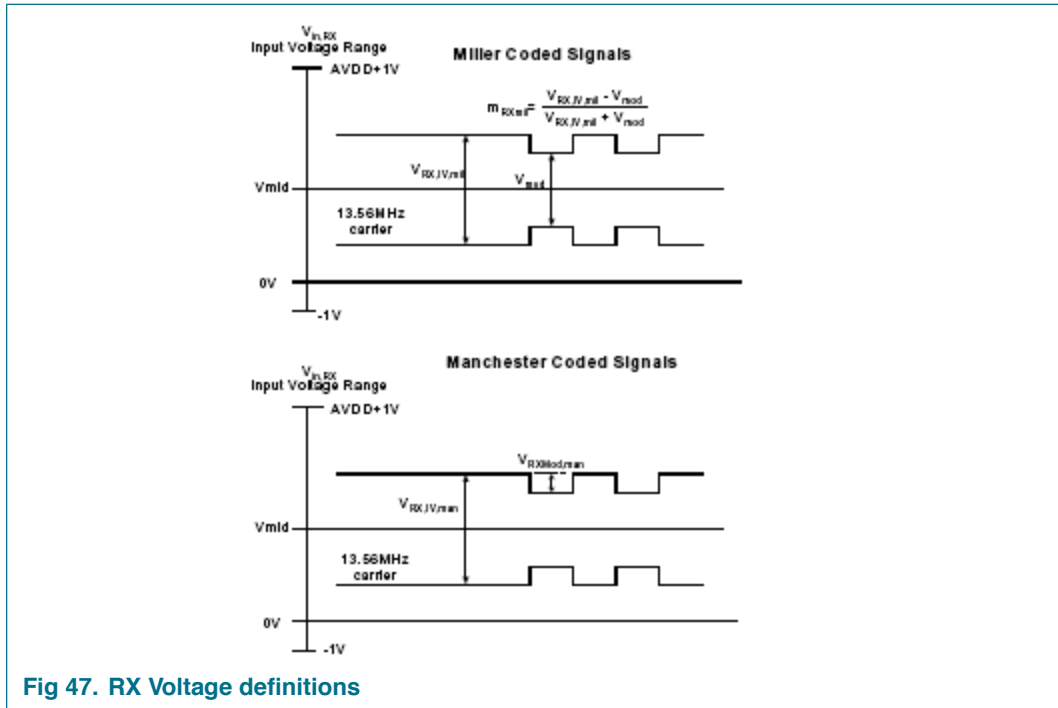 V_in,RX
Input Voltage Range
Miller Coded Signals
AVDD+1V
m_RXmil = (V_RX,IV,mil - V_mod) / (V_RX,IV,mil + V_mod)
V_RX,IV,mil
V_mod
Vmid
13.56MHz
carrier
0V
-1V
Manchester Coded Signals
V_in,RX
Input Voltage Range
AVDD+1V
V_RXMod,man
V_RX,IV,man
Vmid
13.56MHz
carrier
0V
-1V
Fig 47. RX Voltage definitions